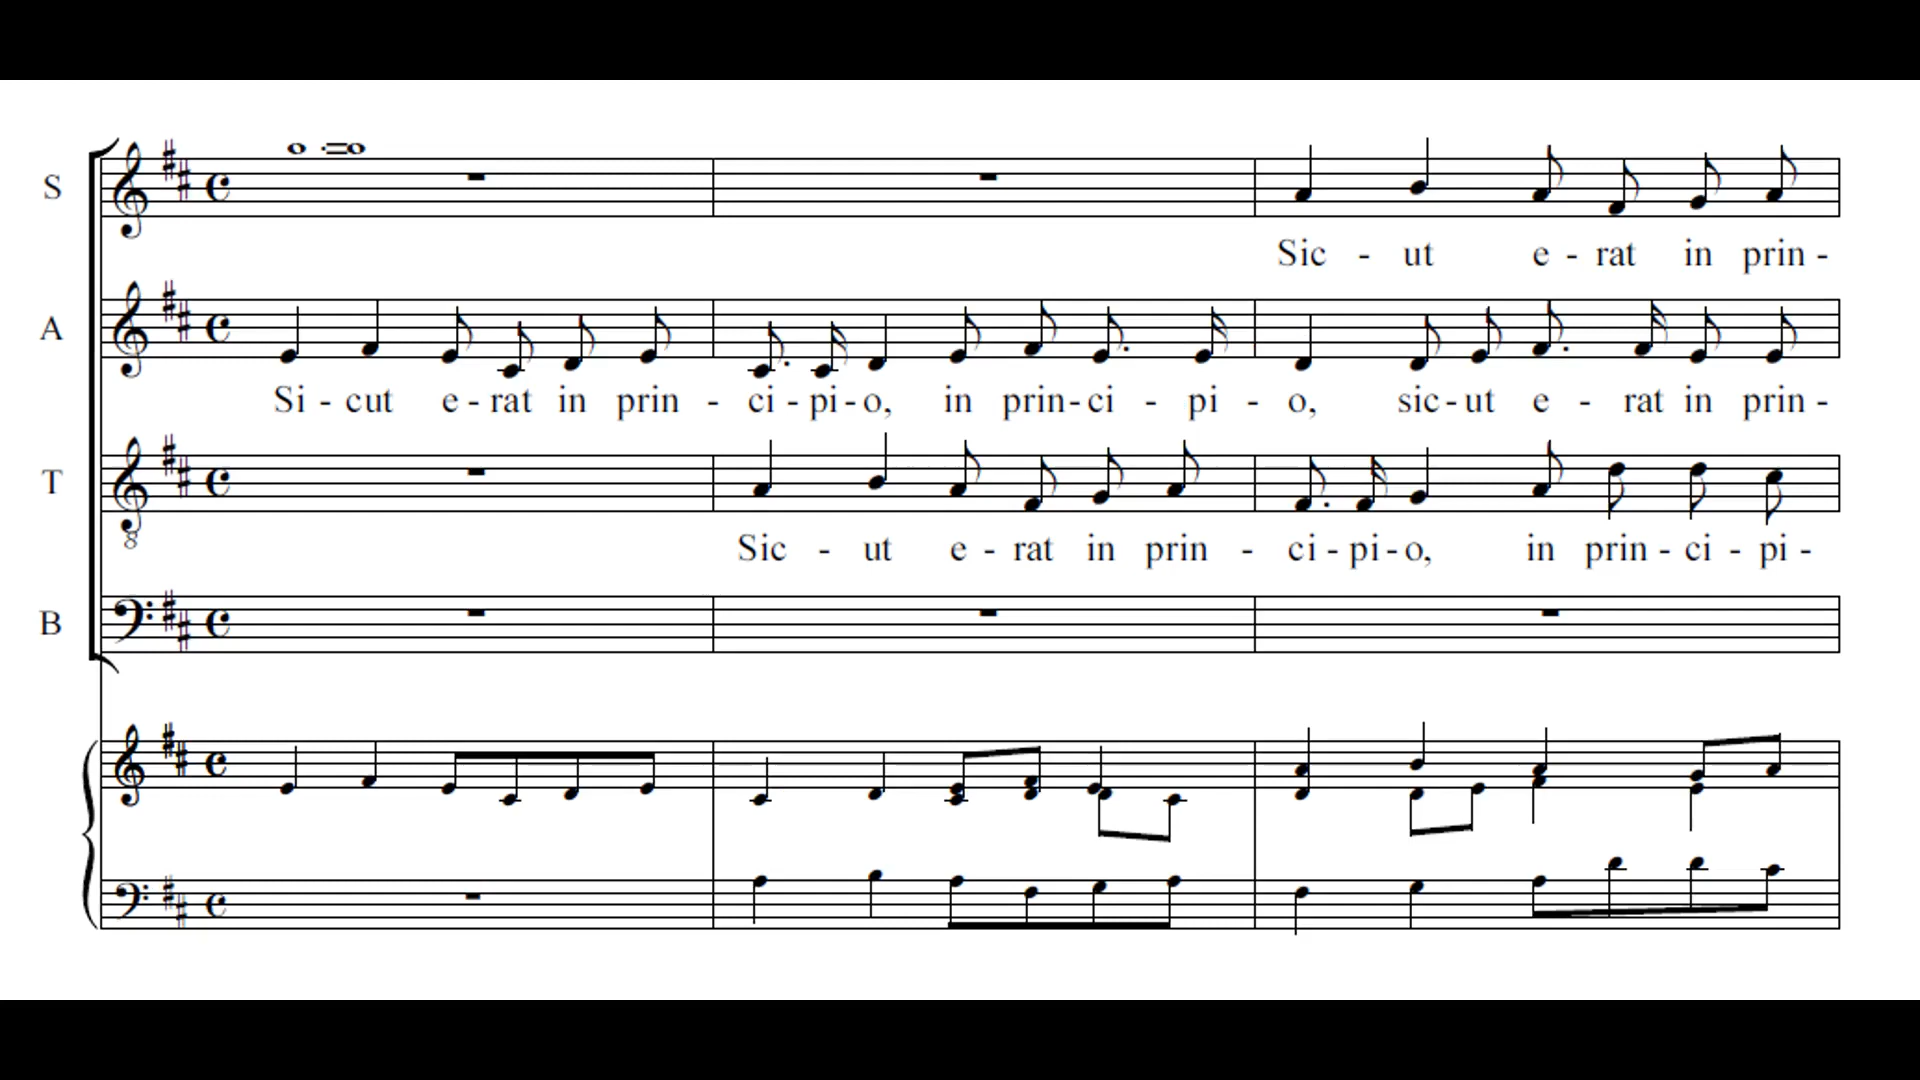 S
Sic - ut e - rat in prin -
A
Si - cut e - rat in prin - ci - pi - o, in prin - ci - pi - o, sic - ut e - rat in prin -
T
8
Sic - ut e - rat in prin - ci - pi - o, in prin - ci - pi -
B